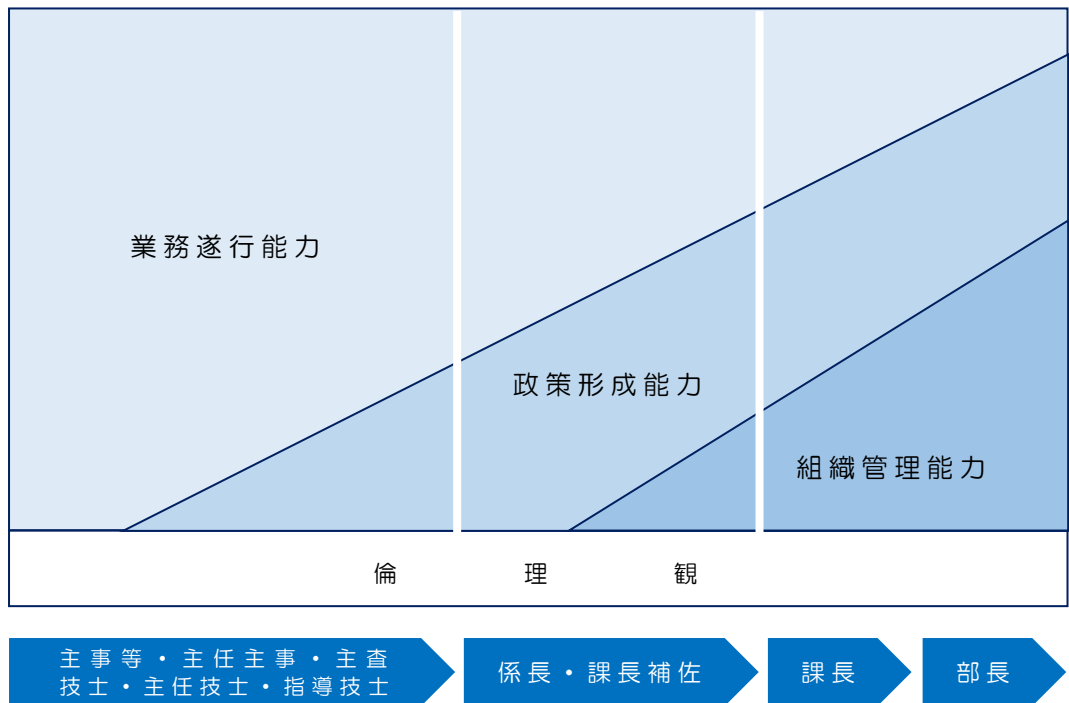 業務遂行能力
政策形成能力
組織管理能力
倫理観
主事等・主任主事・主査
技士・主任技士・指導技士
係長・課長補佐
課長
部長